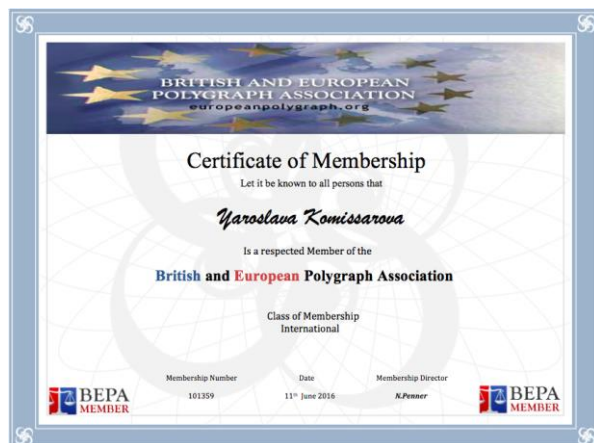 BRITISH AND EUROPEAN
POLYGRAPH ASSOCIATION
europeanpolygraph.org
Certificate of Membership
Let it be known to all persons that
Yaroslava Komissarova
Is a respected Member of the
British and European Polygraph Association
Class of Membership
International
Membership Number Date Membership Director
101359 11th June 2016 N.Penner
BEPA
MEMBER
BEPA
MEMBER